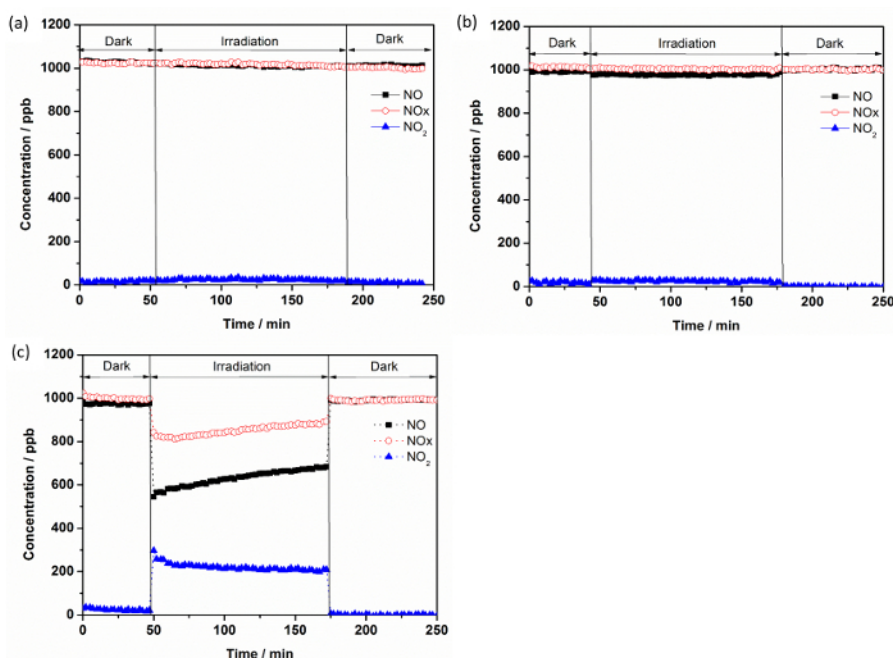 (a)
Dark
Irradiation
Dark
1200
1000
800
600
400
200
0
NO
NOx
NO₂
Concentration / ppb
0 50 100 150 200 250
Time / min
(b)
Dark
Irradiation
Dark
1200
1000
800
600
400
200
0
NO
NOx
NO₂
Concentration / ppb
0 50 100 150 200 250
Time / min
(c)
Dark
Irradiation
Dark
1200
1000
800
600
400
200
0
NO
NOx
NO₂
Concentration / ppb
0 50 100 150 200 250
Time / min